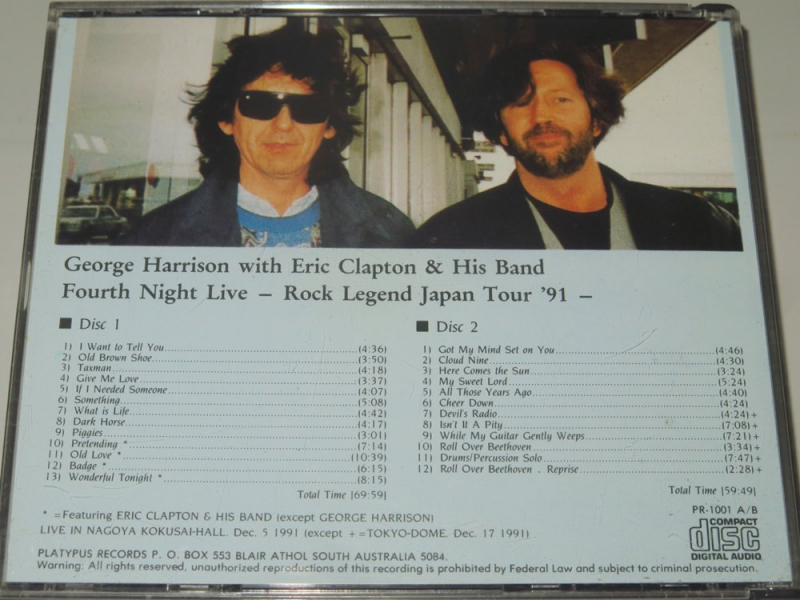 George Harrison with Eric Clapton & His Band
Fourth Night Live – Rock Legend Japan Tour '91 –
■ Disc 1
1) I Want to Tell You (4:36)
2) Old Brown Shoe (3:50)
3) Taxman (4:18)
4) Give Me Love (3:37)
5) If I Needed Someone (4:07)
6) Something (5:08)
7) What is Life (4:42)
8) Dark Horse (4:17)
9) Piggies (3:01)
10) Pretending * (7:14)
11) Old Love * (10:39)
12) Badge * (6:15)
13) Wonderful Tonight * (8:15)
Total Time [69:59]
■ Disc 2
1) Got My Mind Set on You (4:46)
2) Cloud Nine (4:30)
3) Here Comes the Sun (3:24)
4) My Sweet Lord (5:24)
5) All Those Years Ago (4:40)
6) Cheer Down (4:24)
7) Devil's Radio (4:24)+
8) Isn't It A Pity (7:08)+
9) While My Guitar Gently Weeps (7:21)+
10) Roll Over Beethoven (3:34)+
11) Drums/Percussion Solo (7:47)+
12) Roll Over Beethoven . Reprise (2:28)+
Total Time [59:49]
* =Featuring ERIC CLAPTON & HIS BAND (except GEORGE HARRISON)
LIVE IN NAGOYA KOKUSAI-HALL. Dec. 5 1991 (except + =TOKYO-DOME. Dec. 17 1991)
PR-1001 A/B
COMPACT
disc
DIGITAL AUDIO
PLATYPUS RECORDS P. O. BOX 553 BLAIR ATHOL SOUTH AUSTRALIA 5084.
Warning: All rights reserved, unauthorized reproductions of this recording is prohibited by Federal Law and subject to criminal prosecution.